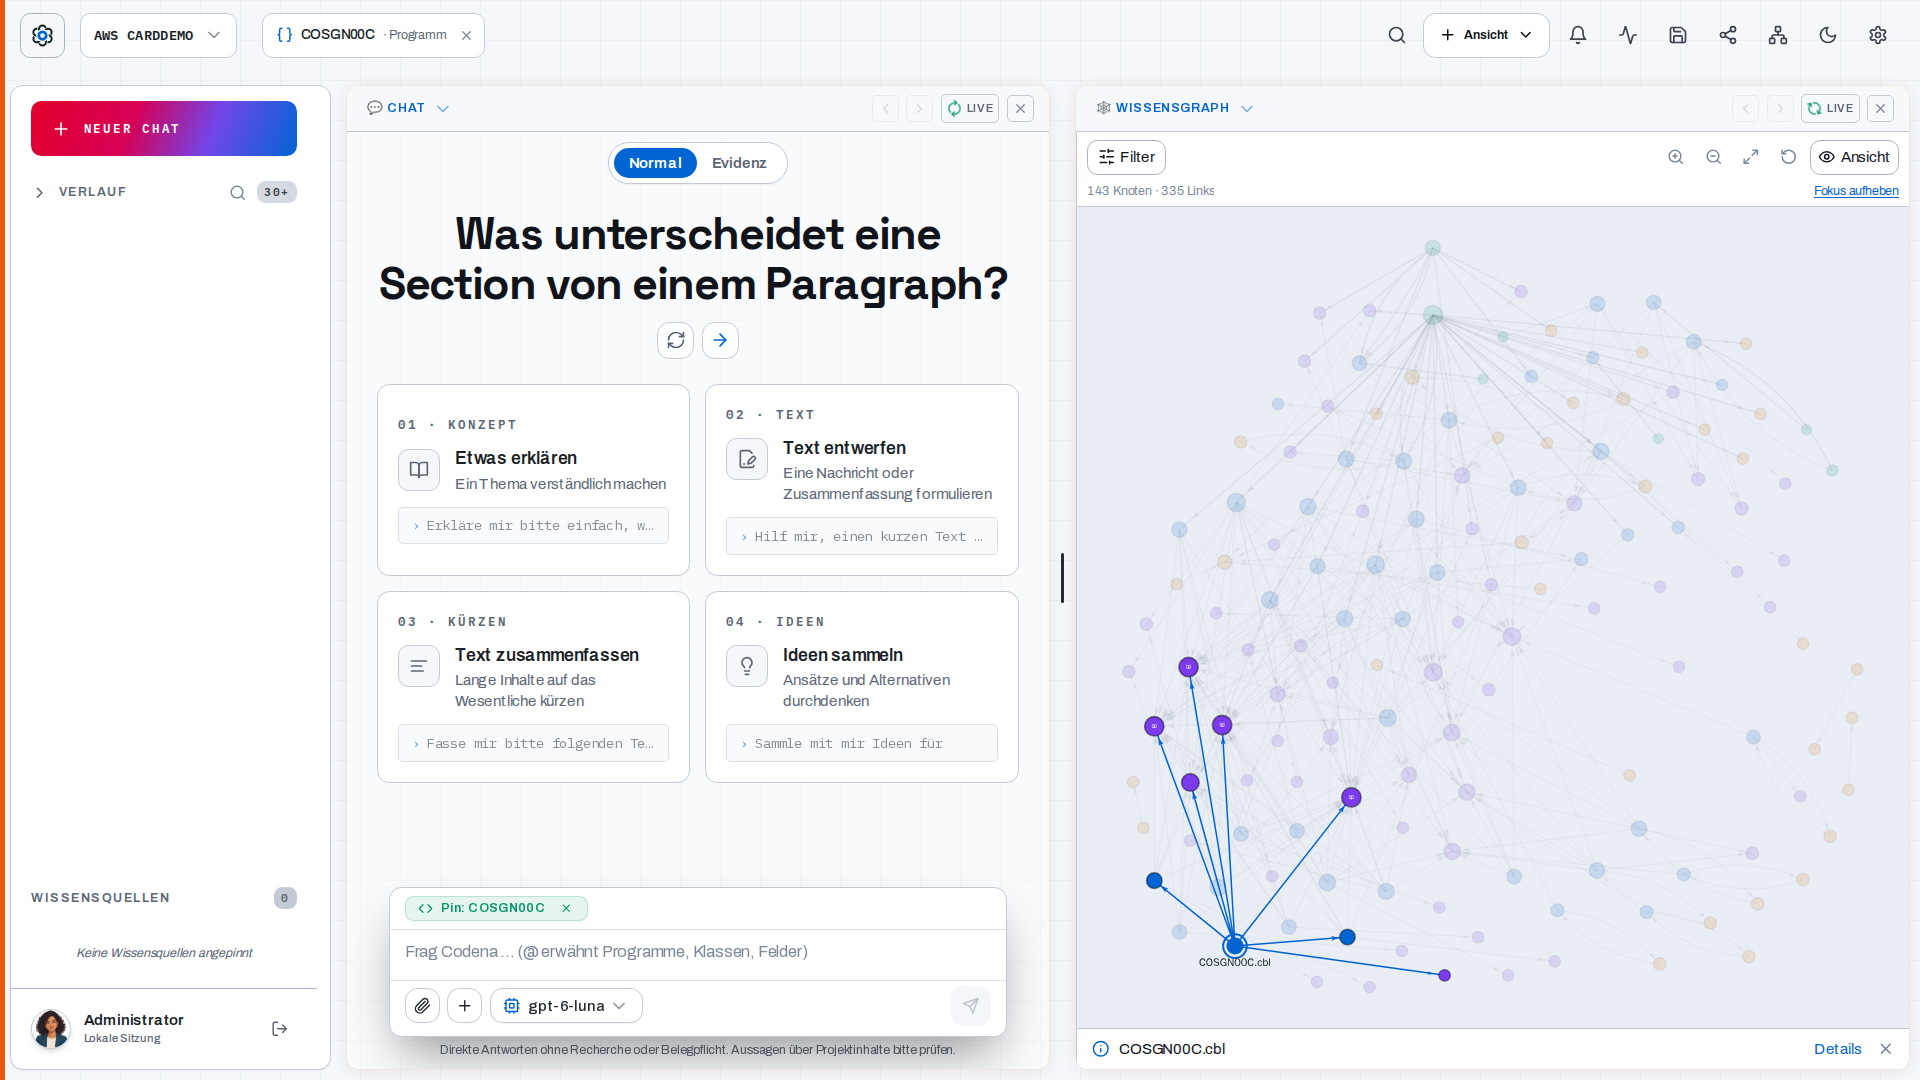 AWS CARDDEMO
COSGN00C · Programm
Ansicht
NEUER CHAT
VERLAUF
30+
WISSENSQUELLEN
0
Keine Wissensquellen angepinnt
Administrator
Lokale Sitzung
CHAT
LIVE
Normal
Evidenz
Was unterscheidet eine
Section von einem Paragraph?
01 · KONZEPT
Etwas erklären
Ein Thema verständlich machen
› Erkläre mir bitte einfach, w…
02 · TEXT
Text entwerfen
Eine Nachricht oder
Zusammenfassung formulieren
› Hilf mir, einen kurzen Text …
03 · KÜRZEN
Text zusammenfassen
Lange Inhalte auf das
Wesentliche kürzen
› Fasse mir bitte folgenden Te…
04 · IDEEN
Ideen sammeln
Ansätze und Alternativen
durchdenken
› Sammle mit mir Ideen für
Pin: COSGN00C
Frag Codena … (@ erwähnt Programme, Klassen, Felder)
gpt-6-luna
Direkte Antworten ohne Recherche oder Belegpflicht. Aussagen über Projektinhalte bitte prüfen.
WISSENSGRAPH
LIVE
Filter
Ansicht
143 Knoten · 335 Links
Fokus aufheben
COSGN00C.cbl
COSGN00C.cbl
Details